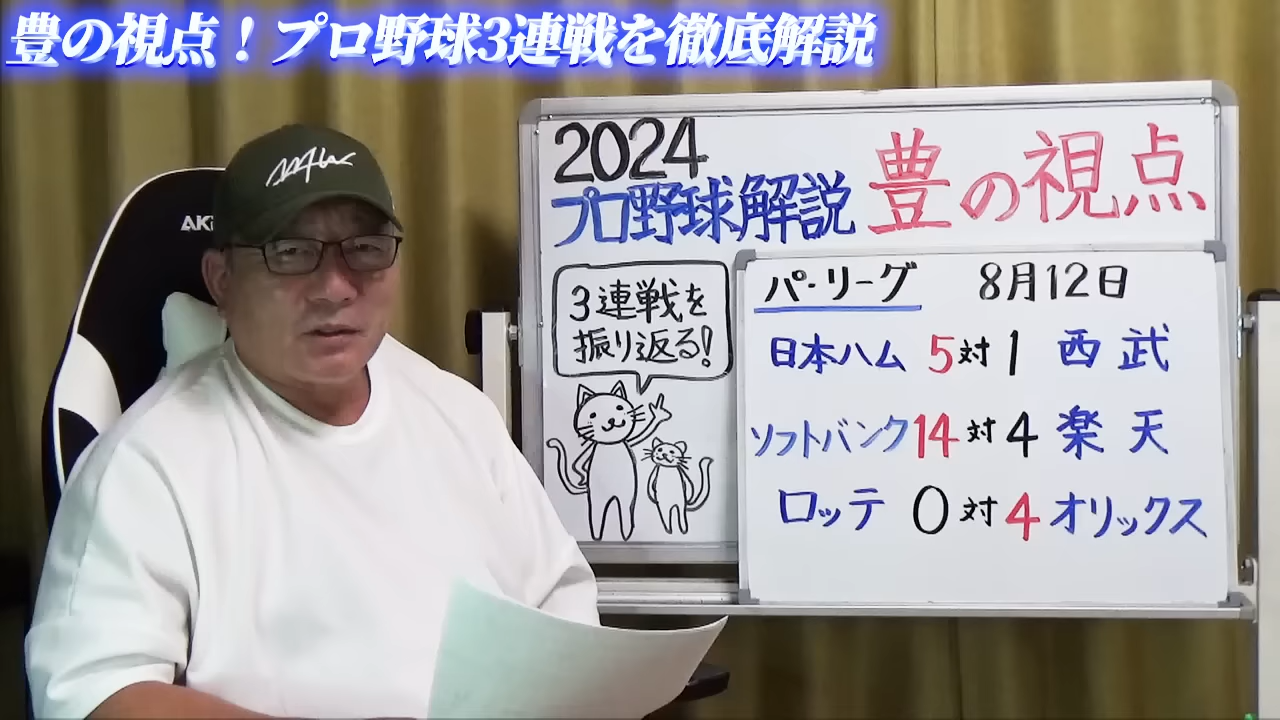 豊の視点！プロ野球3連戦を徹底解説
2024
プロ野球解説 豊の視点
3連戦を
振り返る!
パ・リーグ 8月12日
日本ハム 5対1 西武
ソフトバンク 14対4 楽天
ロッテ 0対4 オリックス